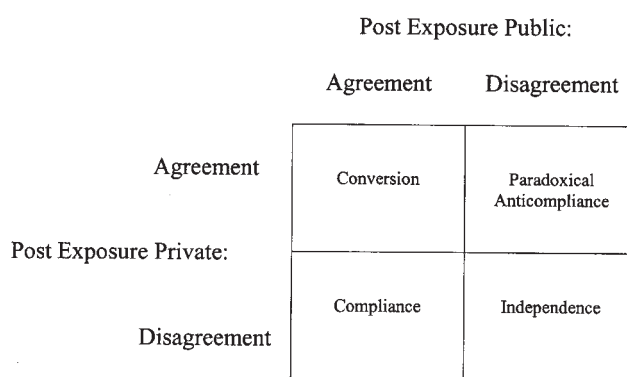 Post Exposure Public:
Agreement
Disagreement
Agreement
Conversion
Paradoxical
Anticompliance
Post Exposure Private:
Compliance
Independence
Disagreement